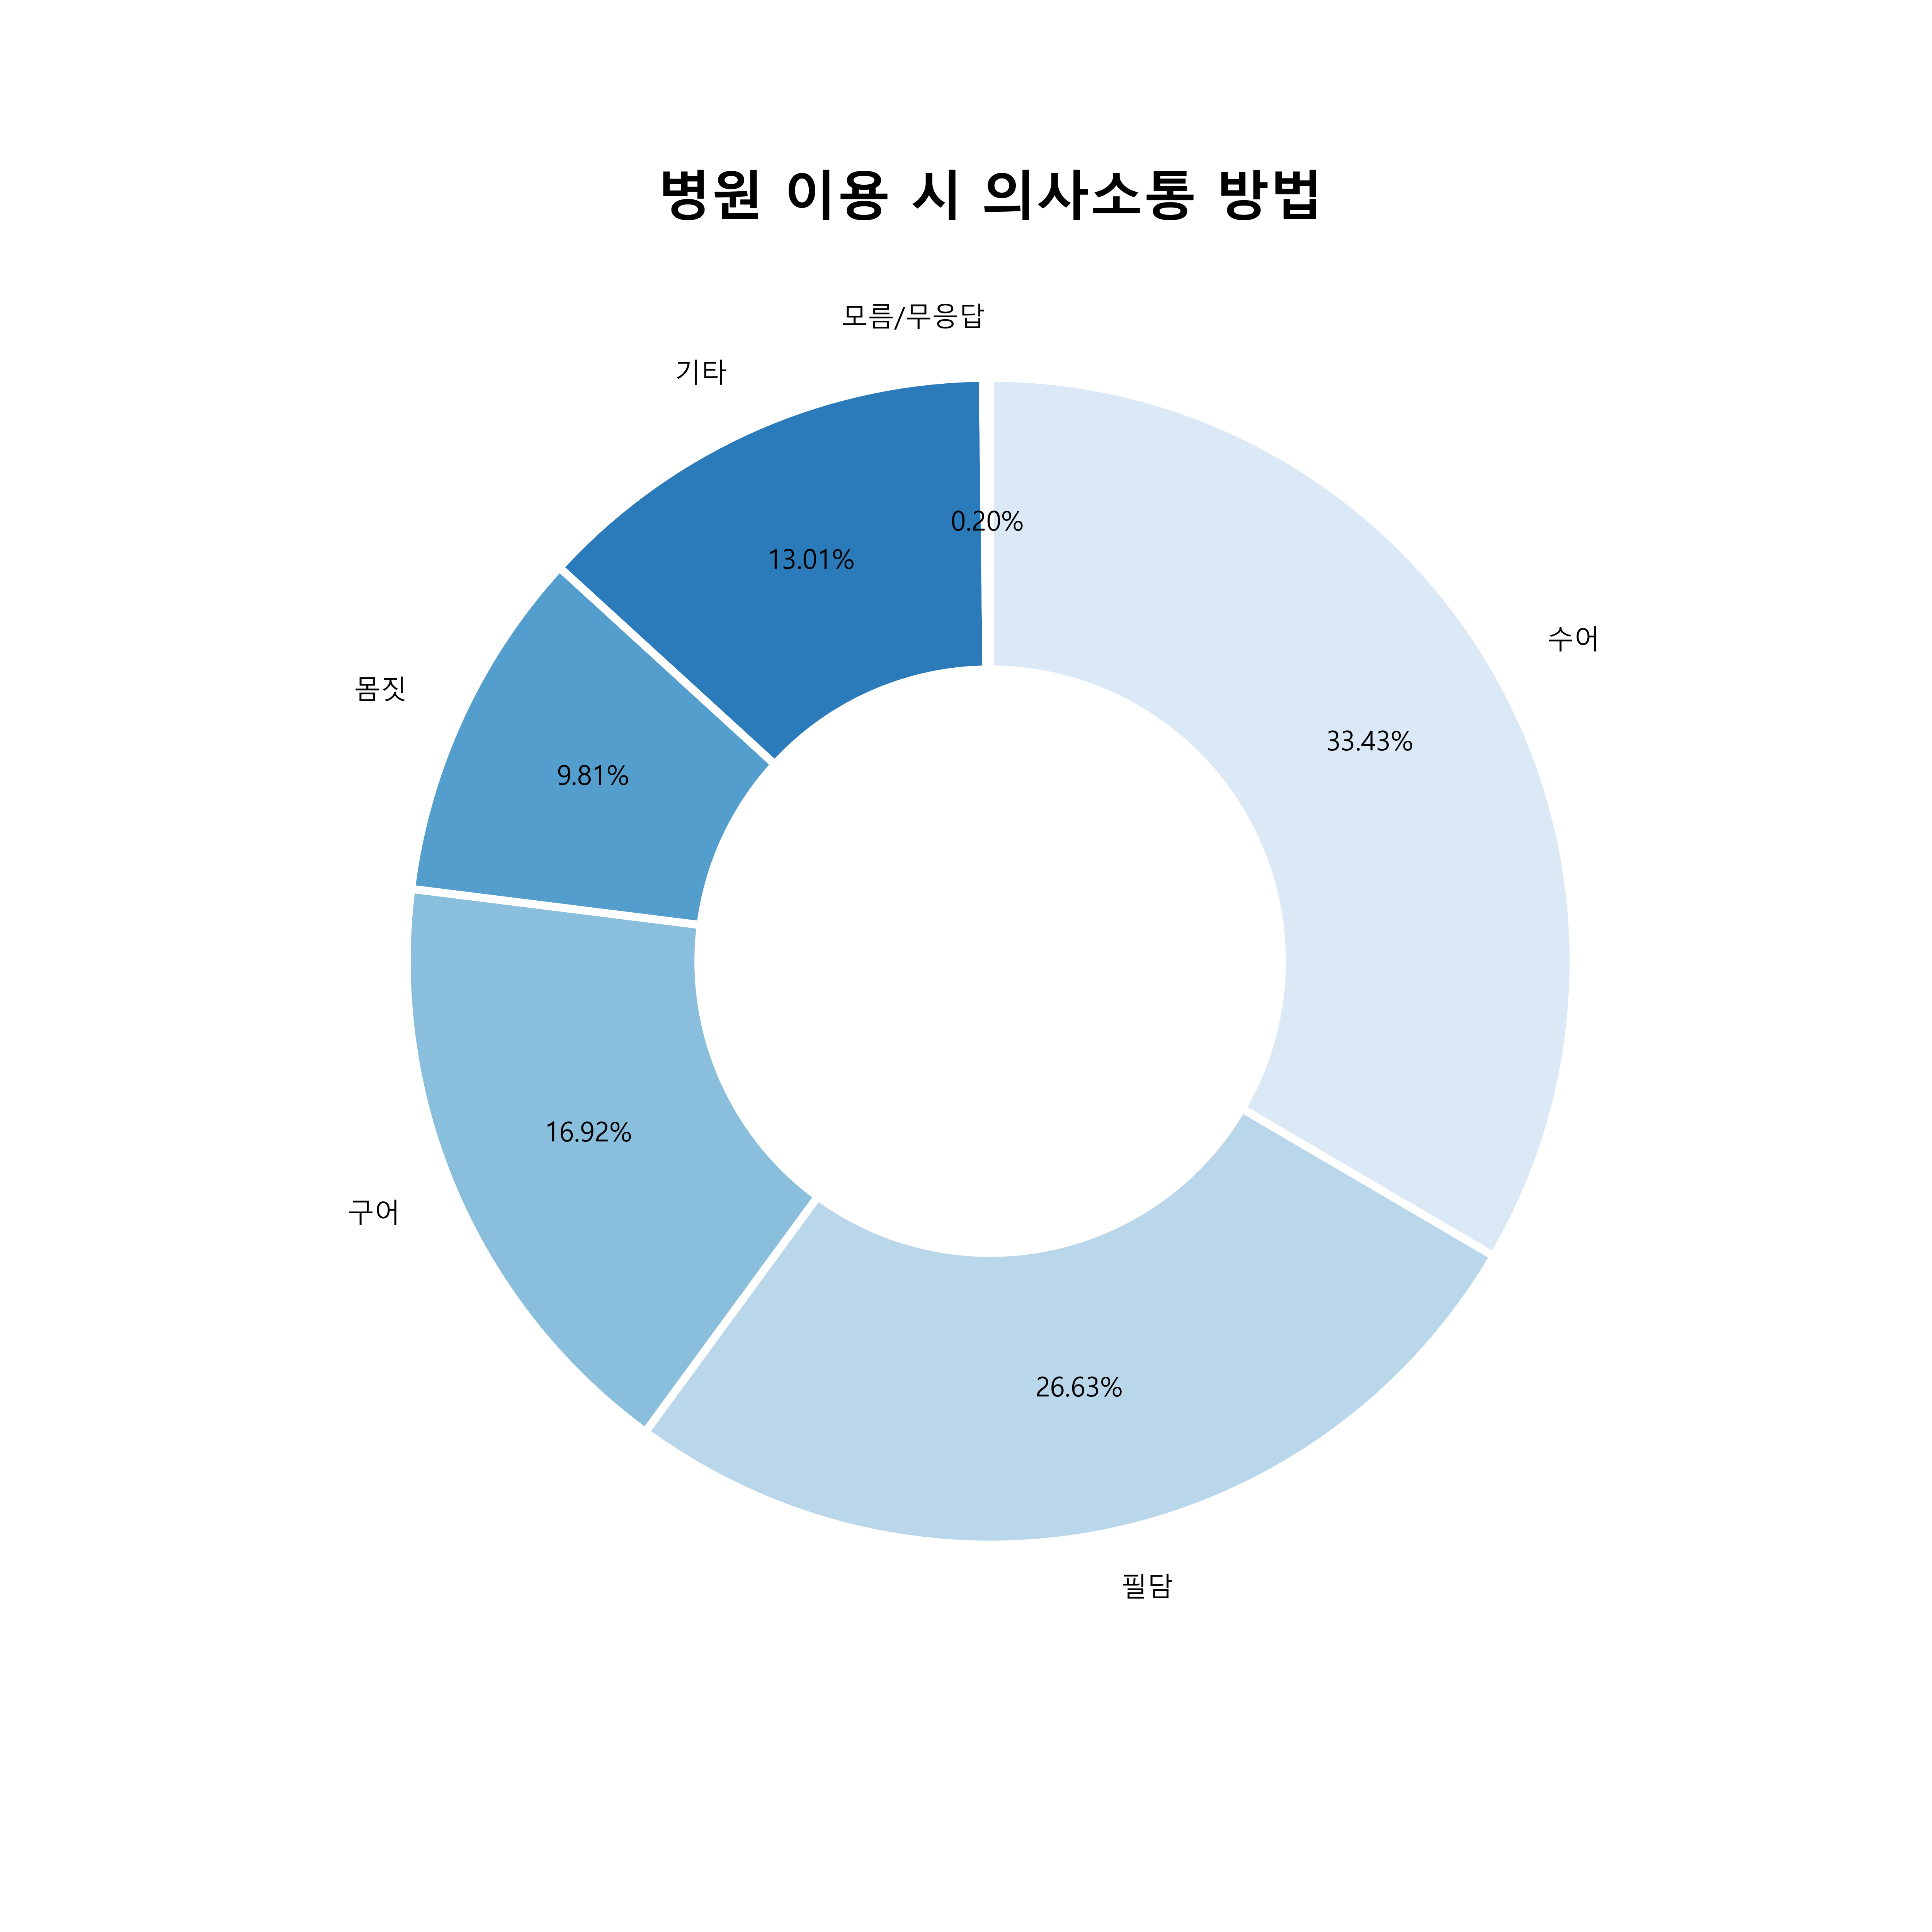 병원 이용 시 의사소통 방법
모름/무응답
기타
0.20%
13.01%
수어
33.43%
몸짓
9.81%
16.92%
구어
26.63%
필담